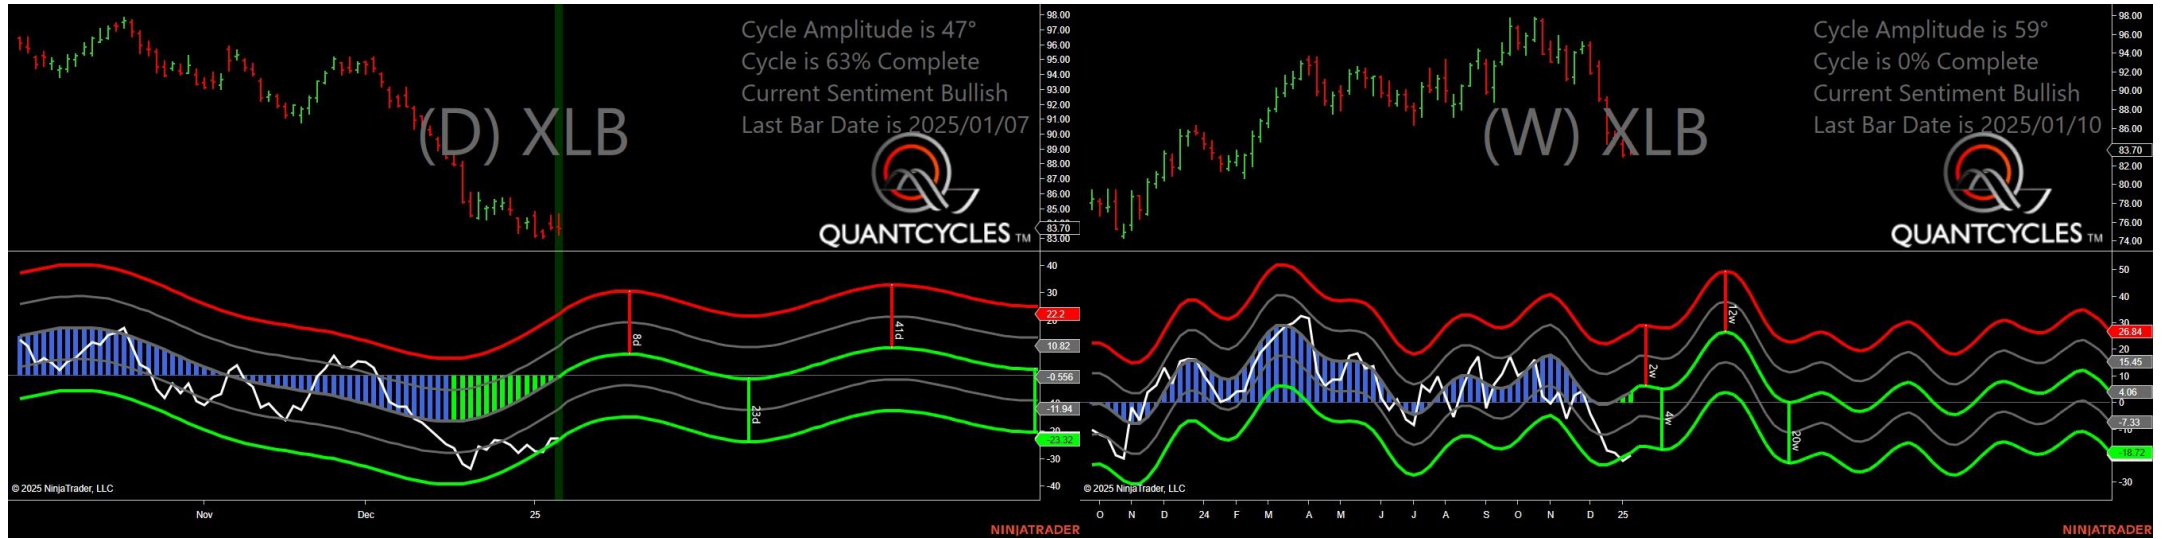 Cycle Amplitude is 47°
Cycle is 63% Complete
Current Sentiment Bullish
Last Bar Date is 2025/01/07
(D) XLB
QUANTCYCLES TM
98.00
97.00
96.00
95.00
94.00
93.00
92.00
91.00
90.00
89.00
88.00
87.00
86.00
85.00
83.70
83.00
40
30
22.2
20
10.82
-0.556
-11.94
-23.32
-30
-40
8d
23d
41d
© 2025 NinjaTrader, LLC
Nov
Dec
25
NINJATRADER
Cycle Amplitude is 59°
Cycle is 0% Complete
Current Sentiment Bullish
Last Bar Date is 2025/01/10
(W) XLB
QUANTCYCLES TM
98.00
96.00
94.00
92.00
90.00
88.00
86.00
83.70
82.00
80.00
78.00
76.00
74.00
50
40
30
26.84
20
15.45
10
4.06
0
-7.33
-10
-18.72
-30
2w
4w
12w
20w
© 2025 NinjaTrader, LLC
O N D 24 F M A M J J A S O N D 25
NINJATRADER